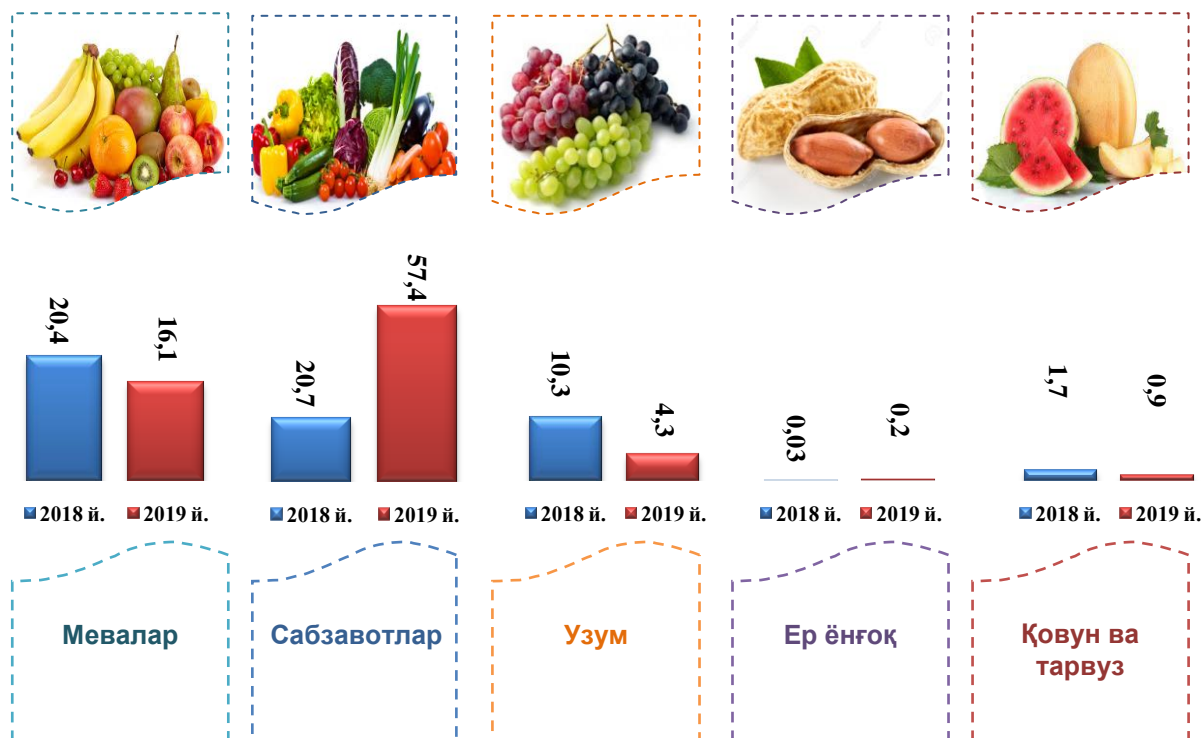 20,4
16,1
20,7
57,4
10,3
4,3
0,03
0,2
1,7
0,9
2018 й. 2019 й.
2018 й. 2019 й.
2018 й. 2019 й.
2018 й. 2019 й.
2018 й. 2019 й.
Мевалар
Сабзавотлар
Узум
Ер ёнғоқ
Қовун ва
тарвуз